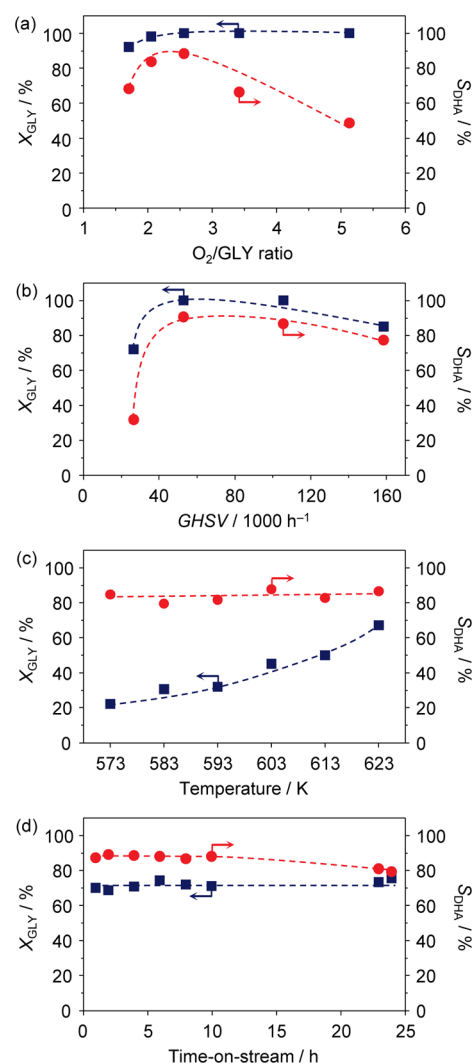 (a)
100
80
60
40
20
0
X_GLY / %
100
80
60
40
20
0
S_DHA / %
1 2 3 4 5 6
O₂/GLY ratio
(b)
100
80
60
40
20
0
X_GLY / %
100
80
60
40
20
0
S_DHA / %
0 40 80 120 160
GHSV / 1000 h⁻¹
(c)
100
80
60
40
20
0
X_GLY / %
100
80
60
40
20
0
S_DHA / %
573 583 593 603 613 623
Temperature / K
(d)
100
80
60
40
20
0
X_GLY / %
100
80
60
40
20
0
S_DHA / %
0 5 10 15 20 25
Time-on-stream / h